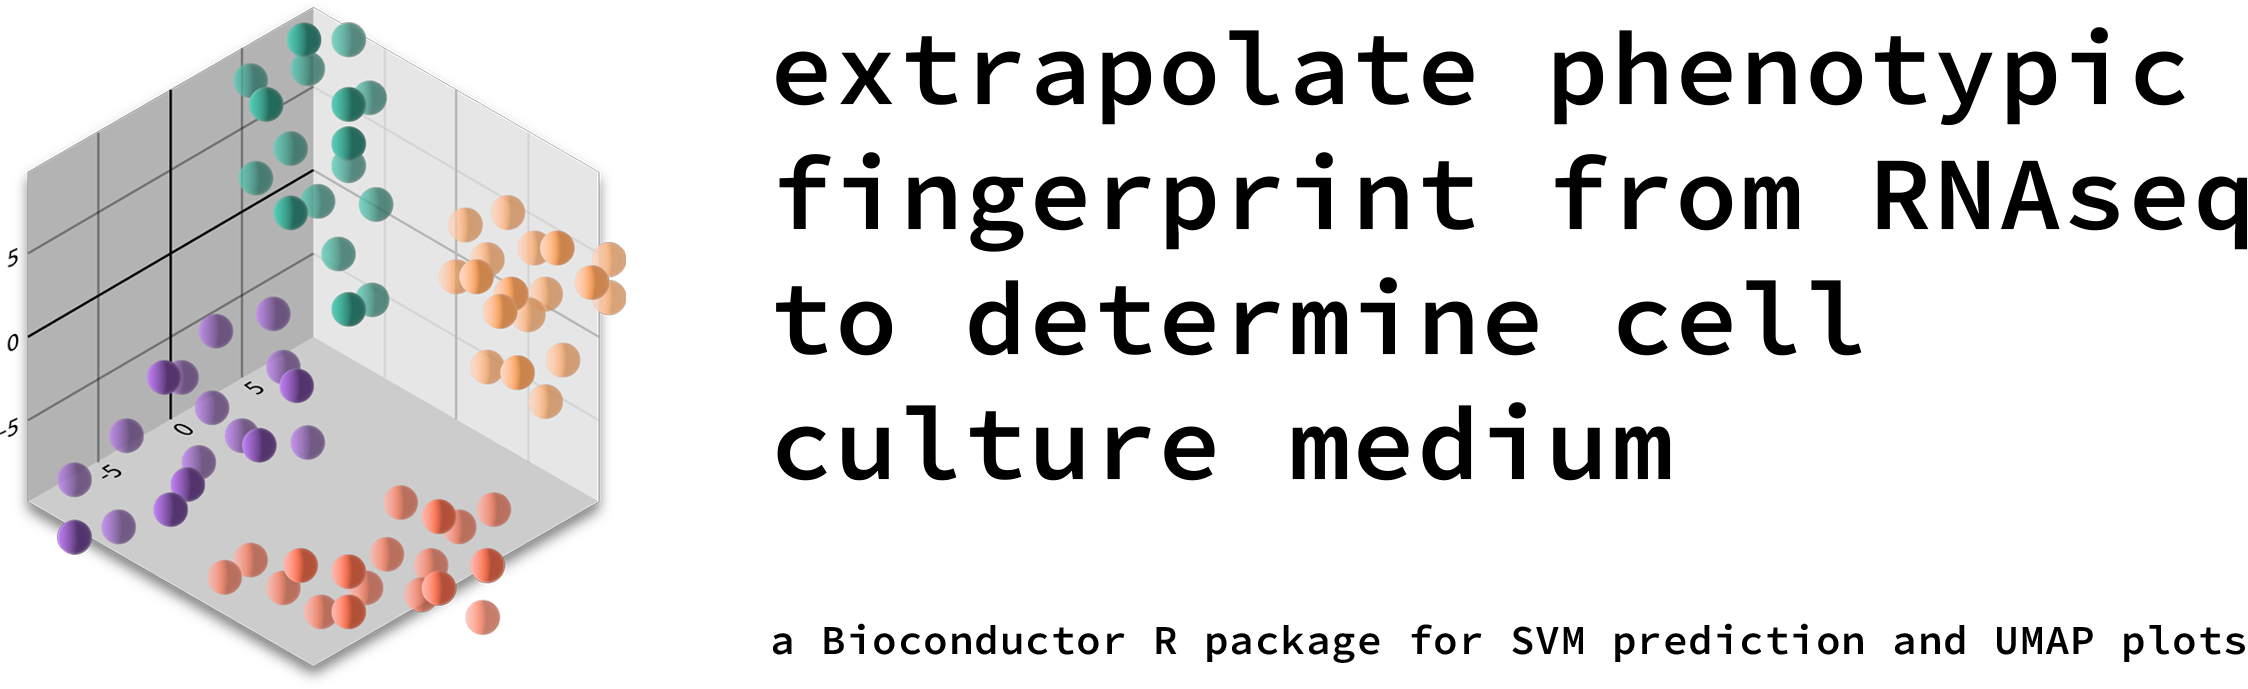 extrapolate phenotypic
fingerprint from RNAseq
to determine cell
culture medium
a Bioconductor R package for SVM prediction and UMAP plots
5
0
-5
5
0
-5